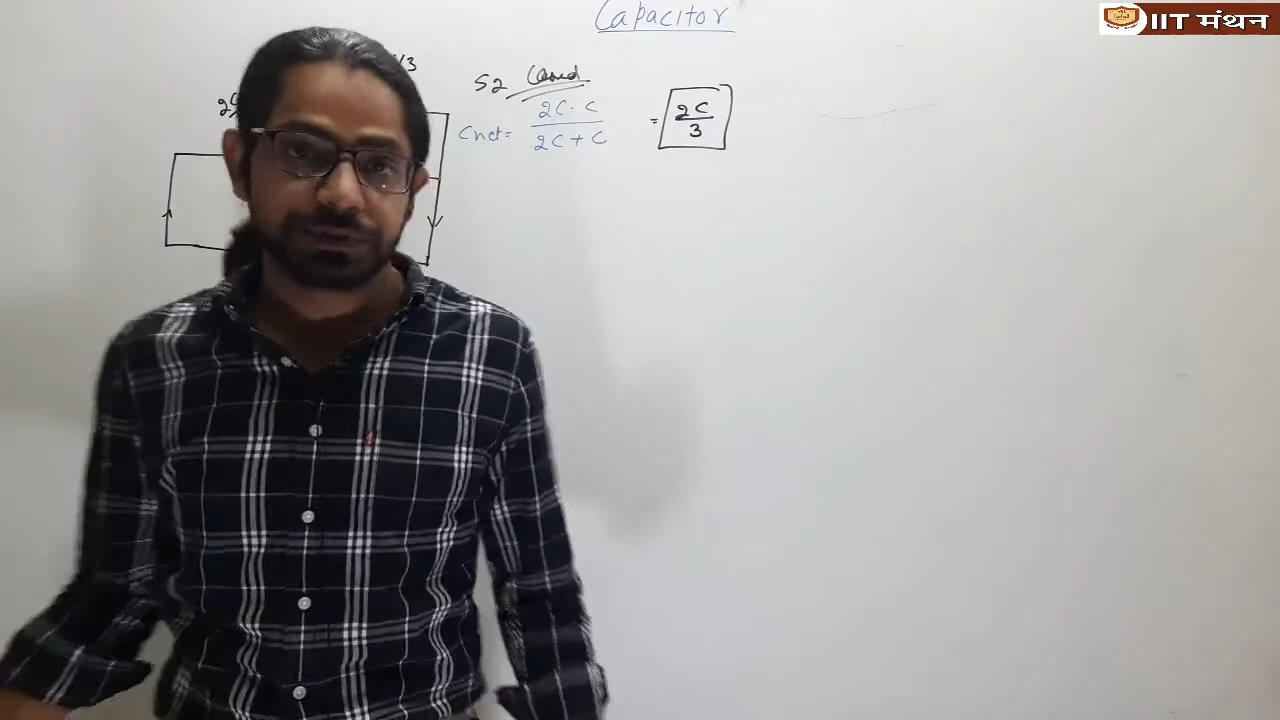 IIT मंथन
Capacitor
S2 Closed
2C · C
Cnet =
2C + C
= 2C
3